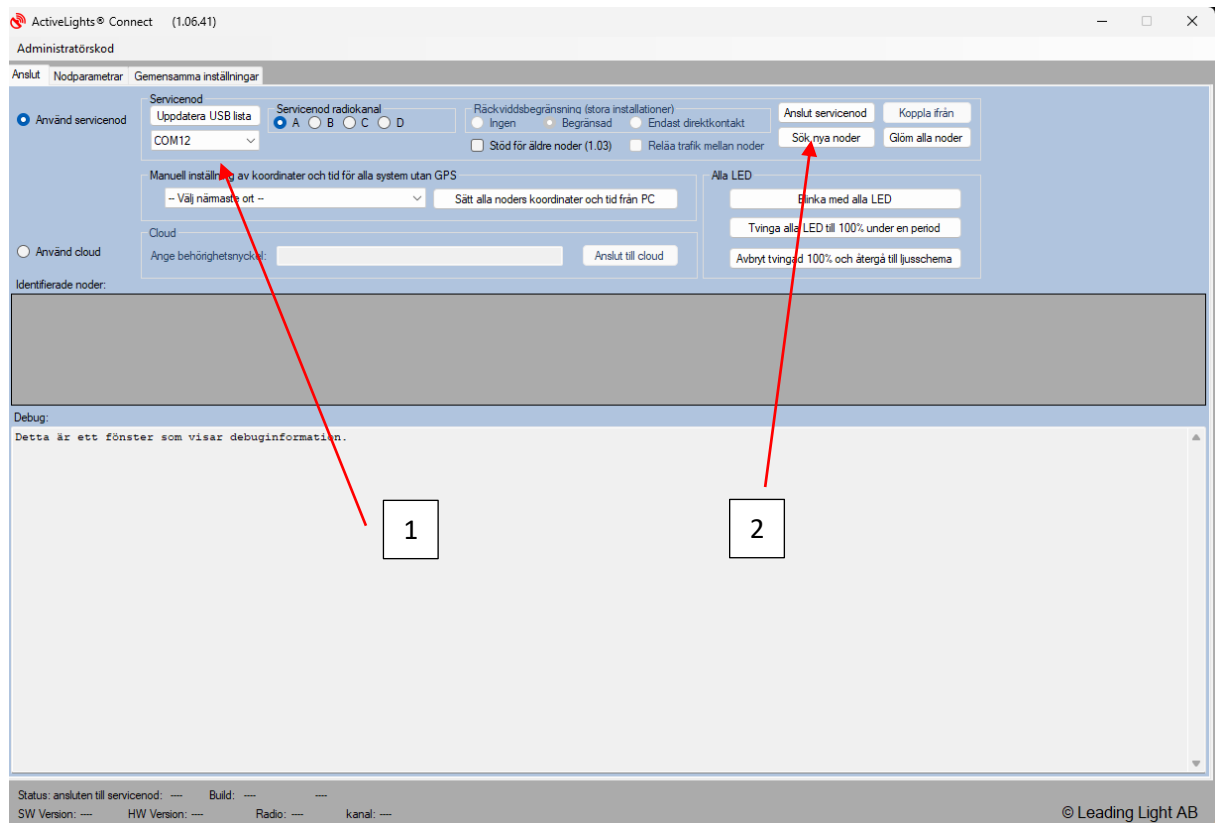 ActiveLights® Connect (1.06.41)
Administratörskod
Anslut Nodparametrar Gemensamma inställningar
Servicenod
Använd servicenod
Uppdatera USB lista
COM12
Servicenod radiokanal
A B C D
Räckviddsbegränsning (stora installationer)
Ingen Begränsad Endast direktkontakt
Stöd för äldre noder (1.03) Reläa trafik mellan noder
Anslut servicenod Koppla ifrån
Sök nya noder Glöm alla noder
Manuell inställning av koordinater och tid för alla system utan GPS
-- Välj närmaste ort -- Sätt alla noders koordinater och tid från PC
Alla LED
Blinka med alla LED
Tvinga alla LED till 100% under en period
Avbryt tvingad 100% och återgå till ljusschema
Cloud
Använd cloud
Ange behörighetsnyckel: Anslut till cloud
Identifierade noder:
Debug:
Detta är ett fönster som visar debuginformation.
1
2
Status: ansluten till servicenod: ---- Build: ---- ----
SW Version: ---- HW Version: ---- Radio: ---- kanal: ----
© Leading Light AB